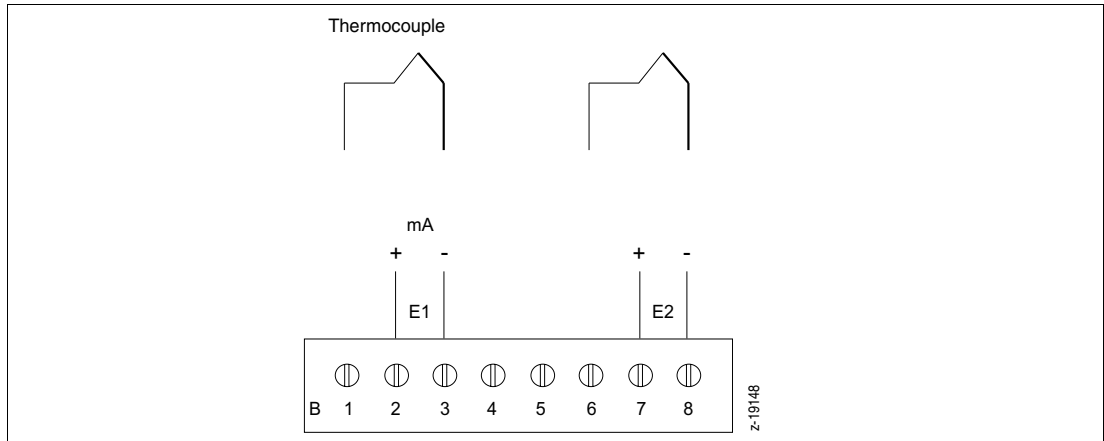 Thermocouple
mA
+ - + -
E1 E2
B 1 2 3 4 5 6 7 8
z-19148